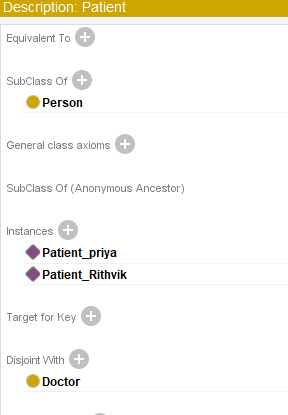 Description: Patient
Equivalent To
SubClass Of
Person
General class axioms
SubClass Of (Anonymous Ancestor)
Instances
Patient_priya
Patient_Rithvik
Target for Key
Disjoint With
Doctor